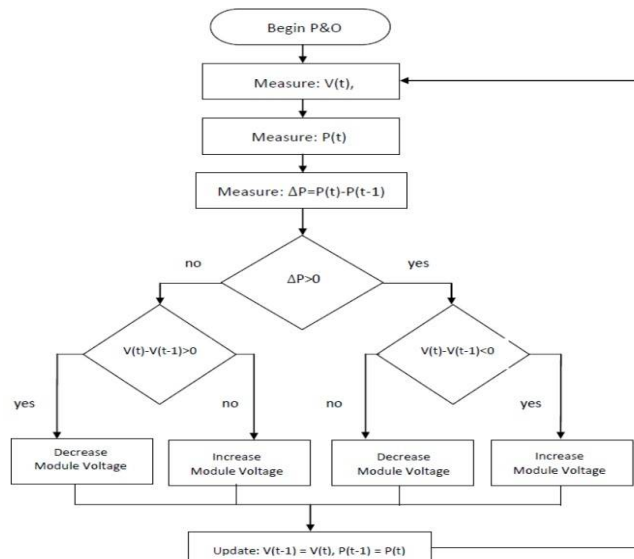 Begin P&O
Measure: V(t),
Measure: P(t)
Measure: ΔP=P(t)-P(t-1)
no
yes
ΔP>0
V(t)-V(t-1)>0
V(t)-V(t-1)<0
yes
no
no
yes
Decrease
Module Voltage
Increase
Module Voltage
Decrease
Module Voltage
Increase
Module Voltage
Update: V(t-1) = V(t), P(t-1) = P(t)